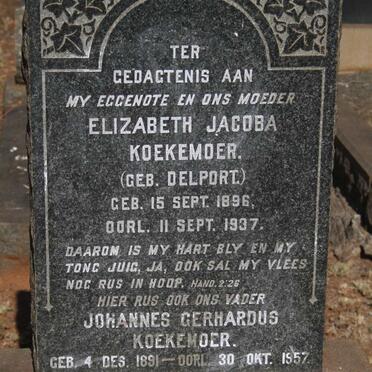 TER
GEDAGTENIS AAN
MY EGGENOTE EN ONS MOEDER
ELIZABETH JACOBA
KOEKEMOER.
(GEB. DELPORT.)
GEB. 15 SEPT. 1896,
OORL. 11 SEPT. 1937.
DAAROM IS MY HART BLY EN MY
TONG JUIG, JA, OOK SAL MY VLEES
NOG RUS IN HOOP. HAND. 2:26
HIER RUS OOK ONS VADER
JOHANNES GERHARDUS
KOEKEMOER.
GEB. 4 DES. 1891 — OORL. 30 OKT. 1957.